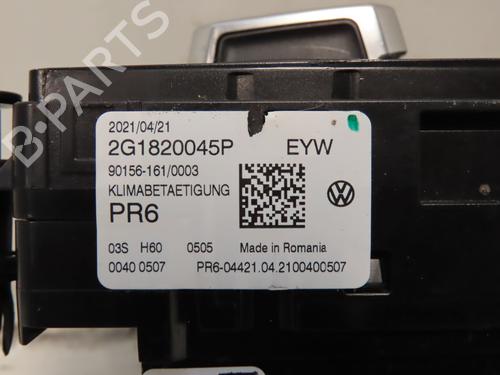 2021/04/21
2G1820045P EYW
90156-161/0003
KLIMABETAETIGUNG
PR6
03S H60 0505 Made in Romania
0040 0507 PR6-04421.04.2100400507
B-PARTS